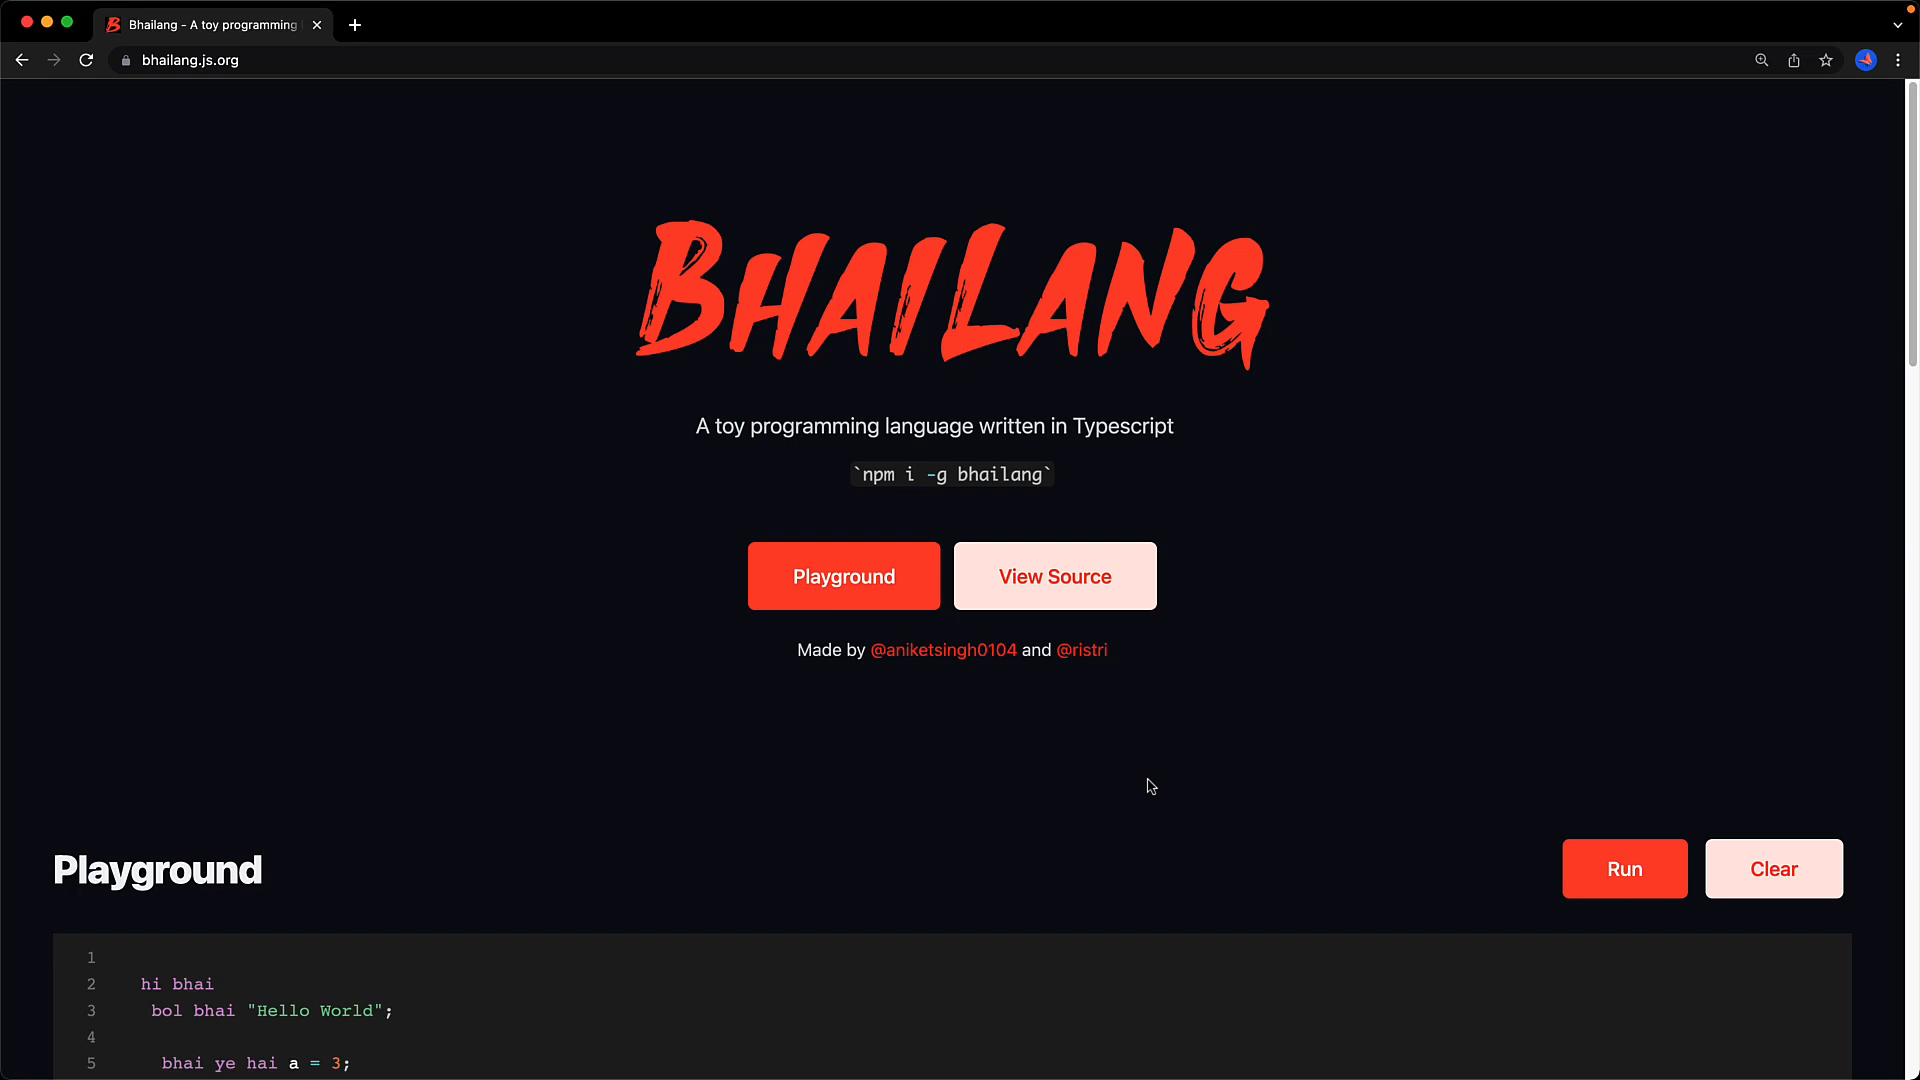 Bhailang - A toy programming
bhailang.js.org
BHAILANG
A toy programming language written in Typescript
`npm i -g bhailang`
Playground View Source
Made by @aniketsingh0104 and @ristri
Playground Run Clear
1
2 hi bhai
3 bol bhai "Hello World";
4
5 bhai ye hai a = 3;